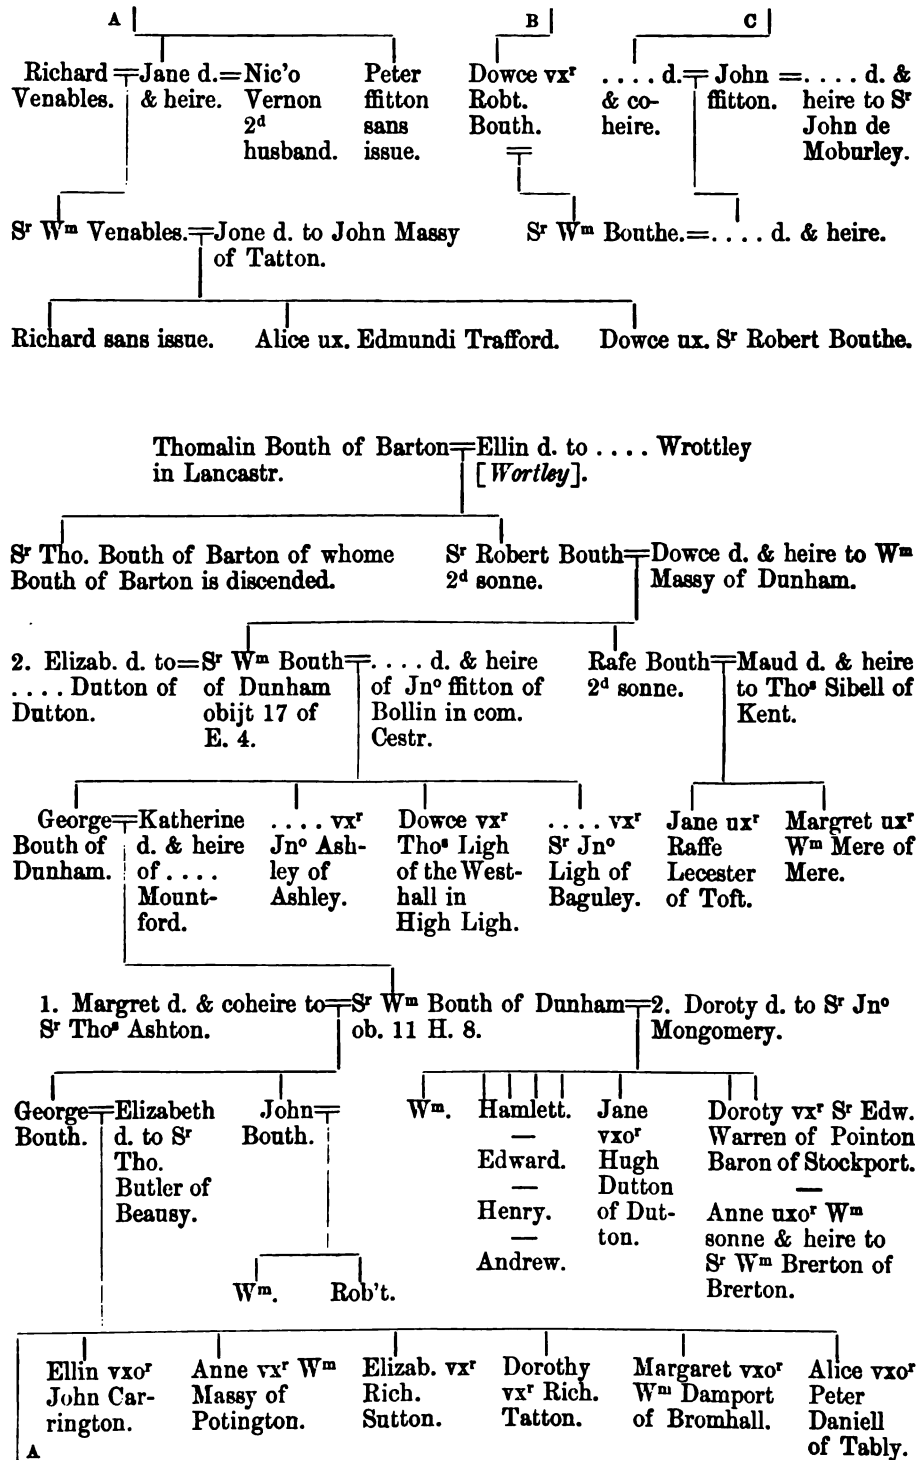 A B C
Richard = Jane d. = Nic'o Peter Dowce vxʳ .... d. = John = .... d. &
Venables. & heire. Vernon ffitton Robt. & co- ffitton. heire to Sʳ
2ᵈ sans Bouth. heire. John de
husband. issue. = Moburley.
Sʳ Wᵐ Venables. = Jone d. to John Massy Sʳ Wᵐ Bouthe. = .... d. & heire.
of Tatton.
Richard sans issue. Alice ux. Edmundi Trafford. Dowce ux. Sʳ Robert Bouthe.
Thomalin Bouth of Barton = Ellin d. to .... Wrottley
in Lancastr. [Wortley].
Sʳ Tho. Bouth of Barton of whome Sʳ Robert Bouth = Dowce d. & heire to Wᵐ
Bouth of Barton is discended. 2ᵈ sonne. Massy of Dunham.
2. Elizab. d. to = Sʳ Wᵐ Bouth = .... d. & heire Rafe Bouth = Maud d. & heire
.... Dutton of of Dunham of Jnᵒ ffitton of 2ᵈ sonne. to Thoˢ Sibell of
Dutton. obijt 17 of Bollin in com. Kent.
E. 4. Cestr.
George = Katherine .... vxʳ Dowce vxʳ .... vxʳ Jane uxʳ Margret uxʳ
Bouth of d. & heire Jnᵒ Ash- Thoˢ Ligh Sʳ Jnᵒ Raffe Wᵐ Mere of
Dunham. of .... ley of of the West- Ligh of Lecester Mere.
Mount- Ashley. hall in Baguley. of Toft.
ford. High Ligh.
1. Margret d. & coheire to = Sʳ Wᵐ Bouth of Dunham = 2. Doroty d. to Sʳ Jnᵒ
Sʳ Thoˢ Ashton. ob. 11 H. 8. Mongomery.
George = Elizabeth John = Wᵐ. Hamlett. Jane Doroty vxʳ Sʳ Edw.
Bouth. d. to Sʳ Bouth. — vxoʳ Warren of Pointon
Tho. Edward. Hugh Baron of Stockport.
Butler of — Dutton —
Beausy. Henry. of Dut- Anne uxoʳ Wᵐ
— ton. sonne & heire to
Andrew. Sʳ Wᵐ Brerton of
Wᵐ. Rob't. Brerton.
Ellin vxoʳ Anne vxʳ Wᵐ Elizab. vxʳ Dorothy Margaret vxoʳ Alice vxoʳ
John Car- Massy of Rich. vxʳ Rich. Wᵐ Damport Peter
rington. Potington. Sutton. Tatton. of Bromhall. Daniell
A of Tably.